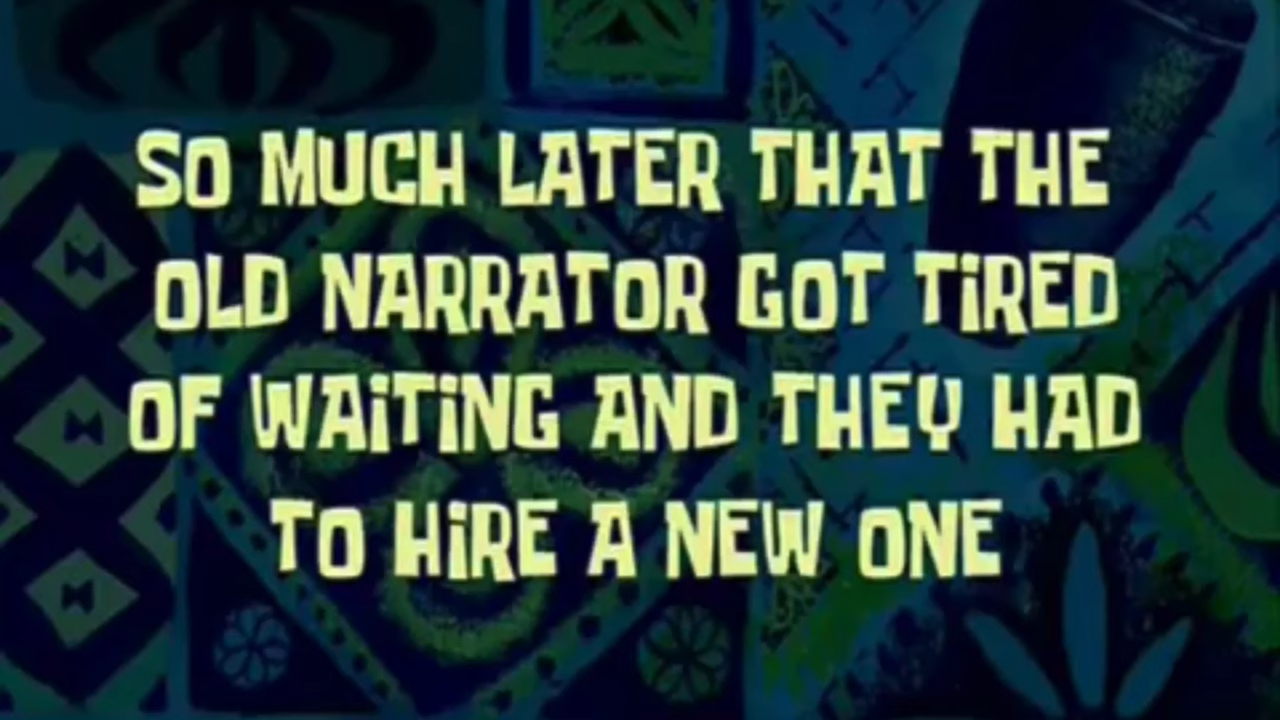 SO MUCH LATER THAT THE
OLD NARRATOR GOT TIRED
OF WAITING AND THEY HAD
TO HIRE A NEW ONE